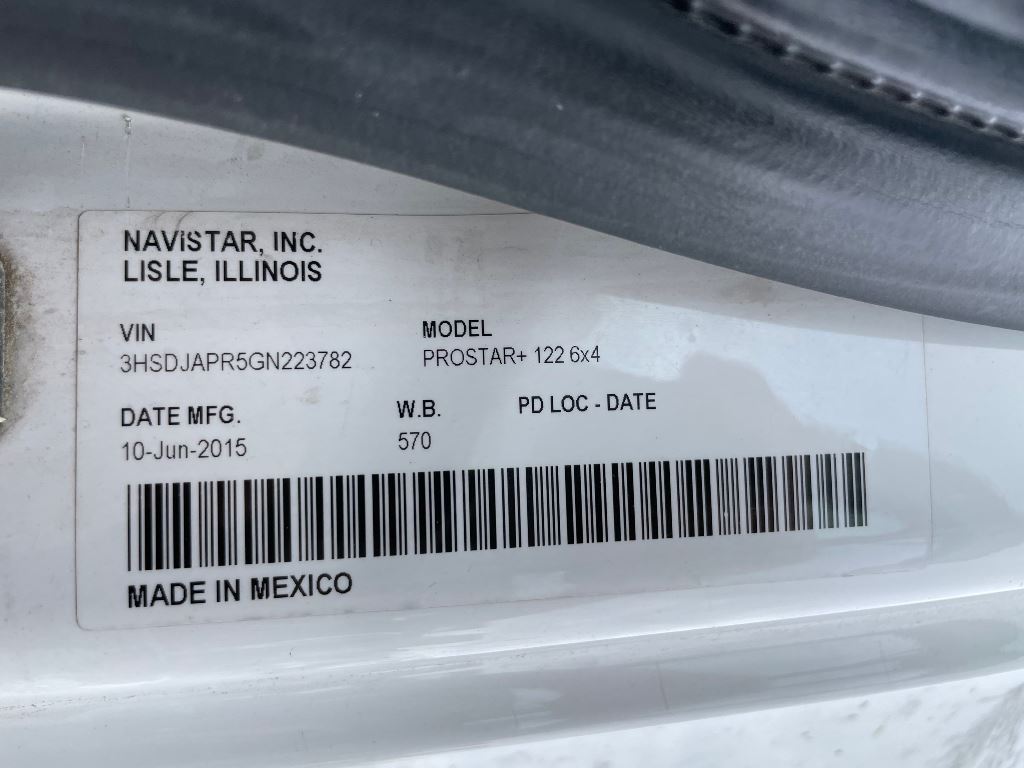 NAVISTAR, INC.
LISLE, ILLINOIS
VIN MODEL
3HSDJAPR5GN223782 PROSTAR+ 122 6x4
DATE MFG. W.B. PD LOC - DATE
10-Jun-2015 570
MADE IN MEXICO